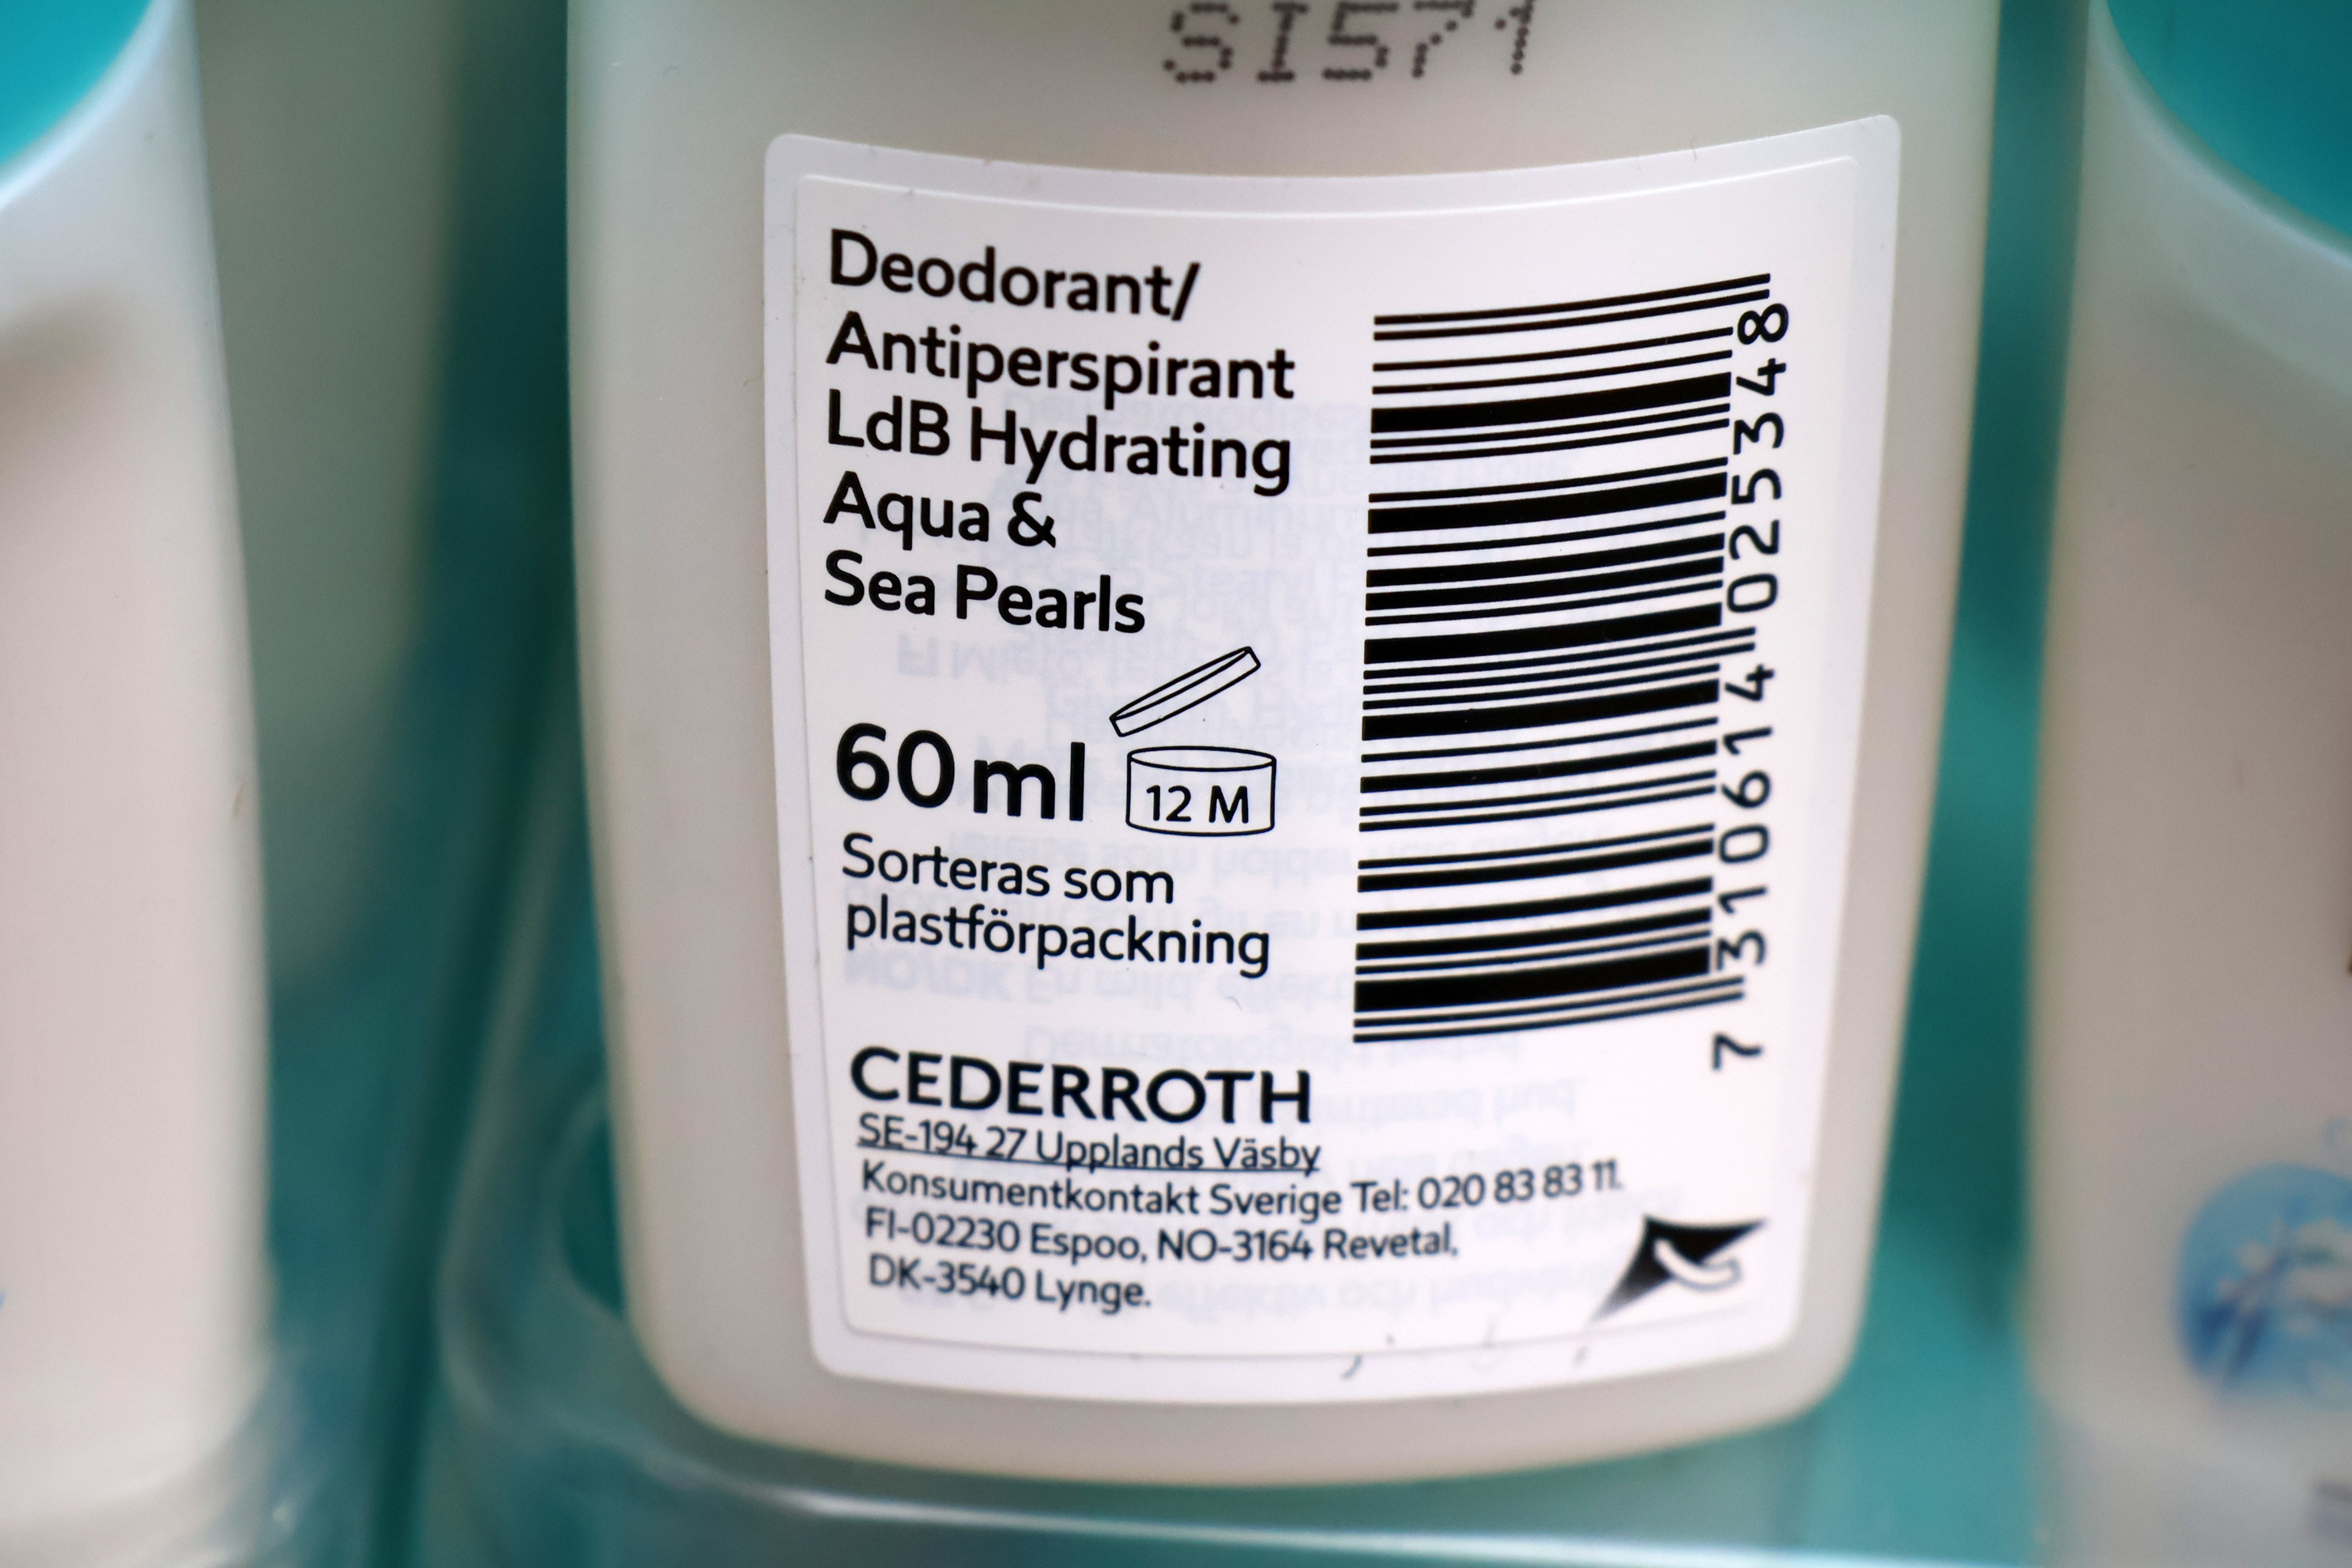 SI571
Deodorant/
Antiperspirant
LdB Hydrating
Aqua &
Sea Pearls
60 ml
12 M
Sorteras som
plastförpackning
7 310614 025348
CEDERROTH
SE-194 27 Upplands Väsby
Konsumentkontakt Sverige Tel: 020 83 83 11.
FI-02230 Espoo, NO-3164 Revetal,
DK-3540 Lynge.